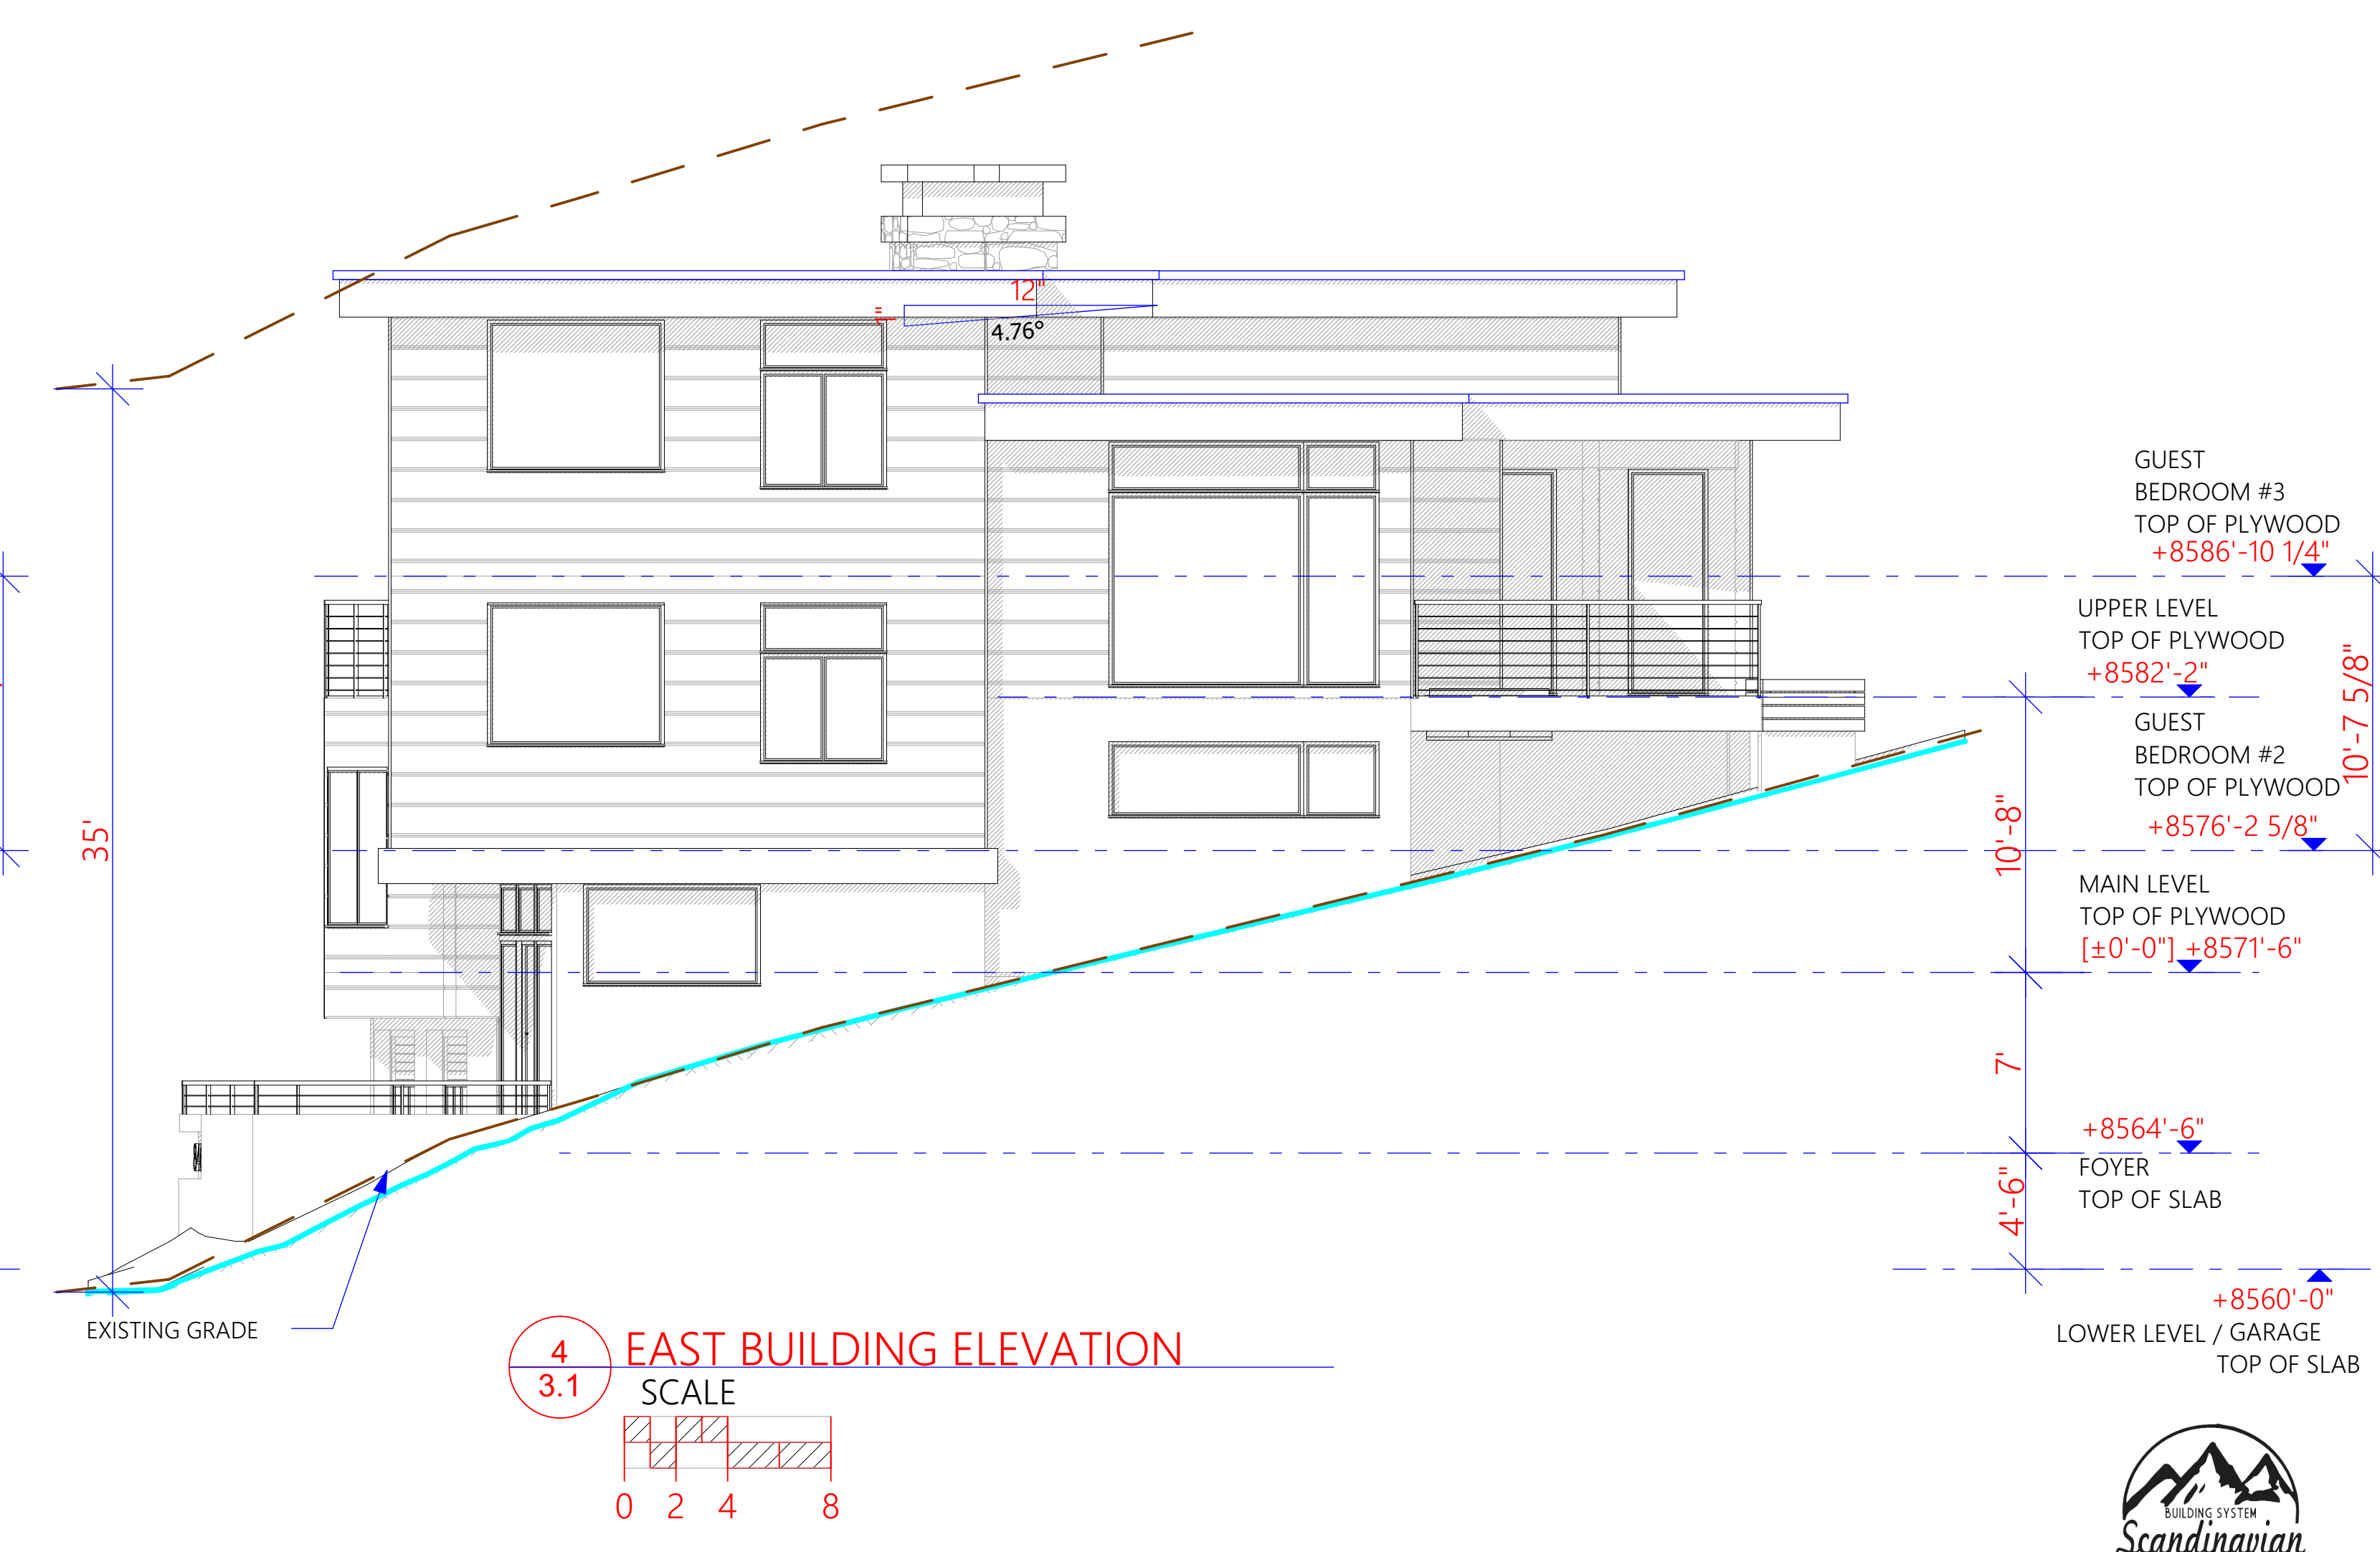 12"
1"
4.76°
GUEST
BEDROOM #3
TOP OF PLYWOOD
+8586'-10 1/4"
UPPER LEVEL
TOP OF PLYWOOD
+8582'-2"
10'-7 5/8"
GUEST
BEDROOM #2
TOP OF PLYWOOD
+8576'-2 5/8"
35'
10'-8"
MAIN LEVEL
TOP OF PLYWOOD
[±0'-0"] +8571'-6"
7'
+8564'-6"
FOYER
TOP OF SLAB
4'-6"
+8560'-0"
LOWER LEVEL / GARAGE
TOP OF SLAB
EXISTING GRADE
4
3.1
EAST BUILDING ELEVATION
SCALE
0 2 4 8
BUILDING SYSTEM
Scandinavian